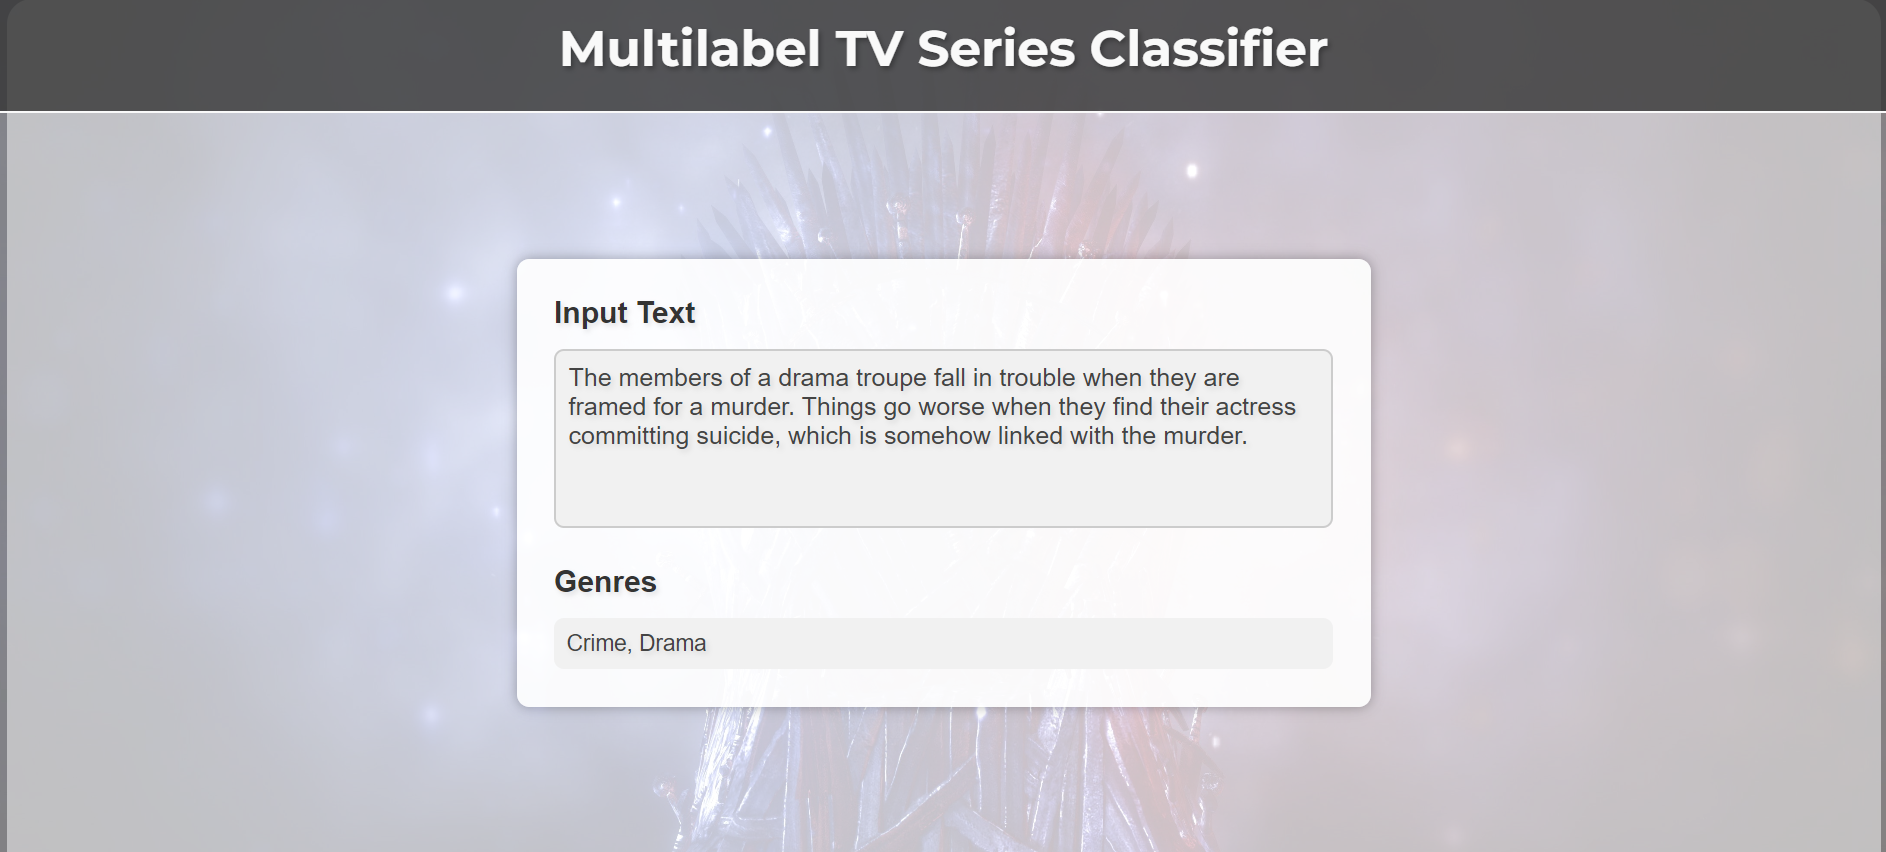 Multilabel TV Series Classifier
Input Text
The members of a drama troupe fall in trouble when they are
framed for a murder. Things go worse when they find their actress
committing suicide, which is somehow linked with the murder.
Genres
Crime, Drama